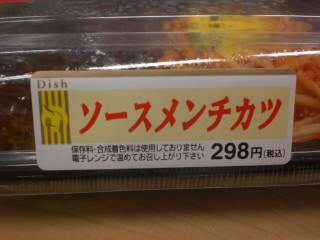 Dish
ソースメンチカツ
保存料・合成着色料は使用しておりません
電子レンジで温めてお召し上がり下さい
298円(税込)